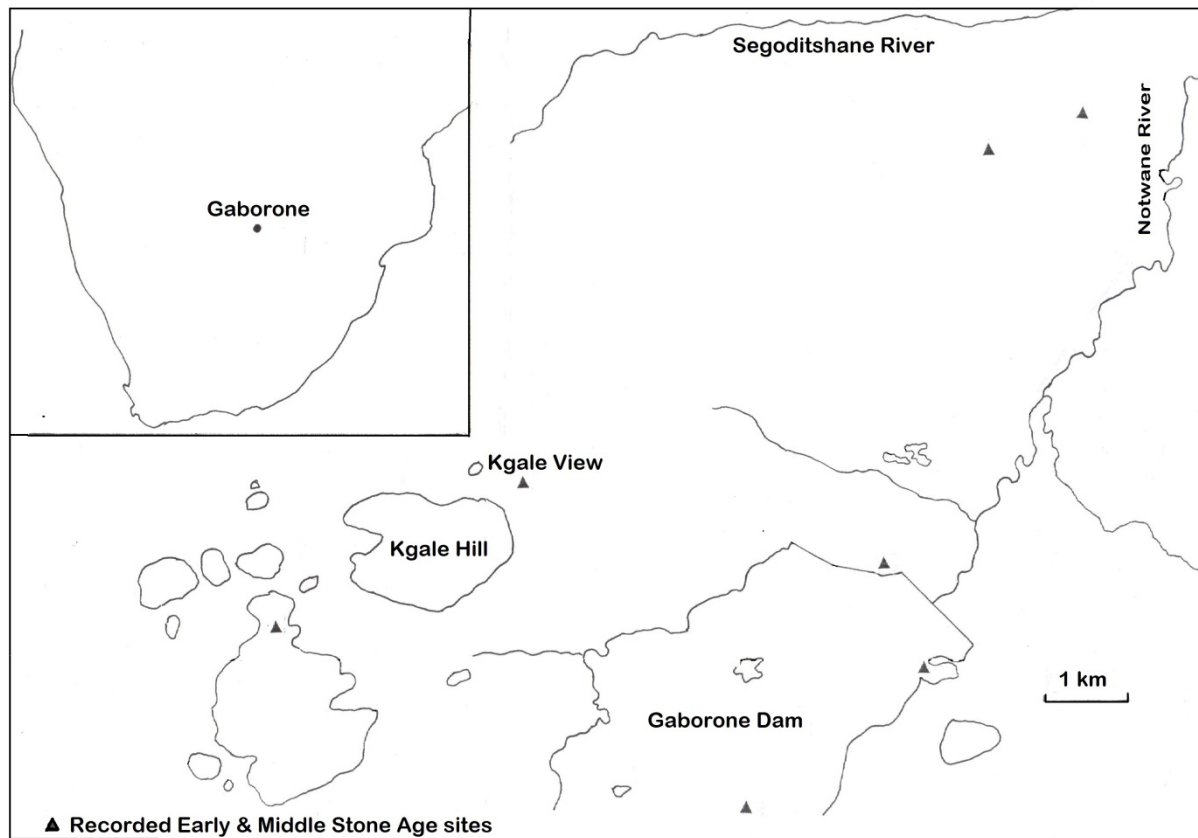 Segoditshane River
Notwane River
Gaborone
Kgale View
Kgale Hill
1 km
Gaborone Dam
▲ Recorded Early & Middle Stone Age sites